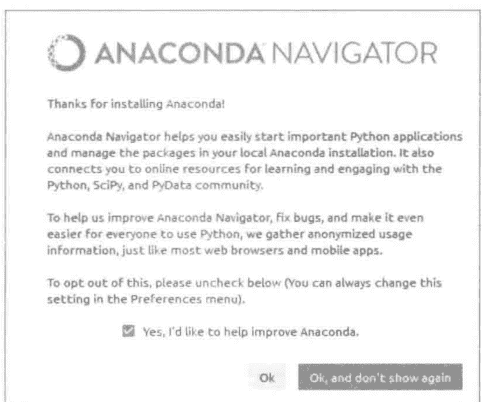 ANACONDA NAVIGATOR
Thanks for installing Anaconda!
Anaconda Navigator helps you easily start important Python applications
and manage the packages in your local Anaconda installation. It also
connects you to online resources for learning and engaging with the
Python, SciPy, and PyData community.
To help us improve Anaconda Navigator, fix bugs, and make it even
easier for everyone to use Python, we gather anonymized usage
information, just like most web browsers and mobile apps.
To opt out of this, please uncheck below (You can always change this
setting in the Preferences menu).
Yes, I'd like to help improve Anaconda.
Ok Ok, and don't show again